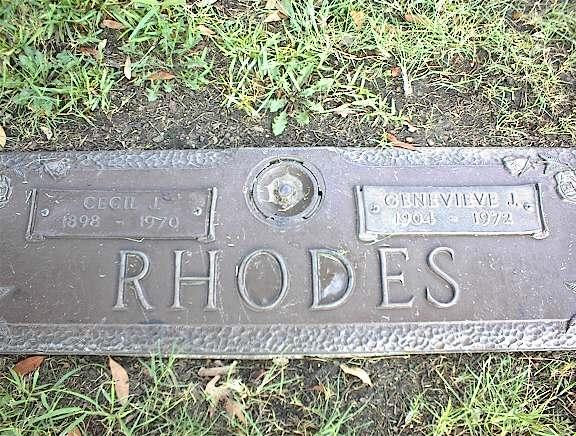 CECIL J.
1898 - 1970
GENEVIEVE J.
1904 - 1972
RHODES